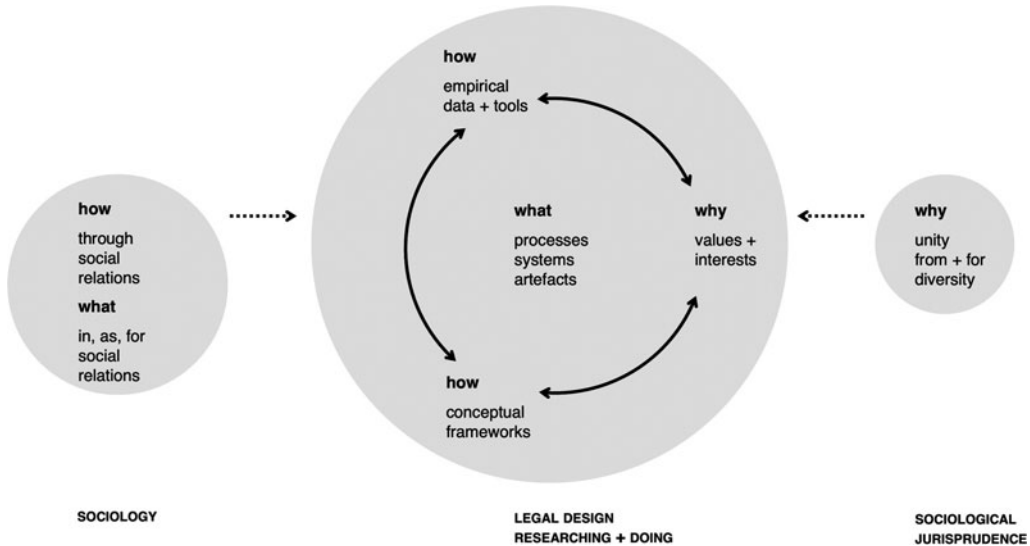 how
through
social
relations
what
in, as, for
social
relations
how
empirical
data + tools
what
processes
systems
artefacts
why
values +
interests
how
conceptual
frameworks
why
unity
from + for
diversity
SOCIOLOGY
LEGAL DESIGN
RESEARCHING + DOING
SOCIOLOGICAL
JURISPRUDENCE